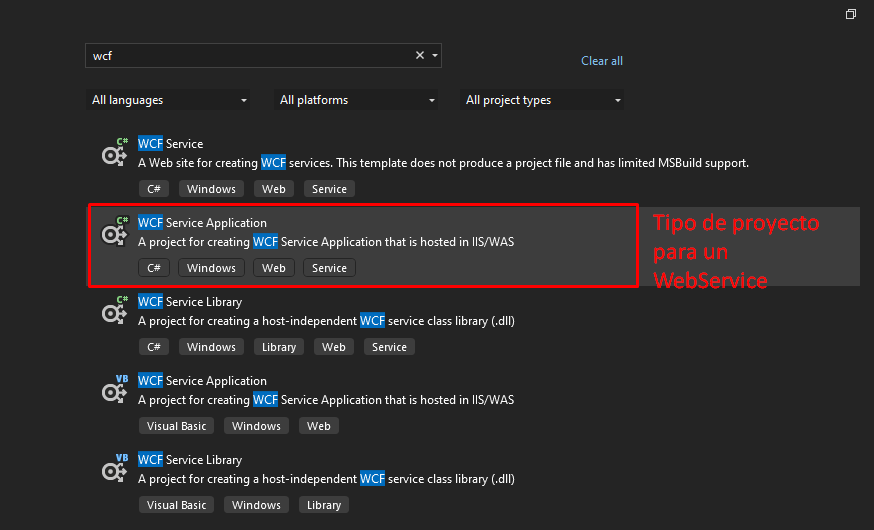 wcf
Clear all
All languages
All platforms
All project types
C#
WCF Service
A Web site for creating WCF services. This template does not produce a project file and has limited MSBuild support.
C# Windows Web Service
C#
WCF Service Application
A project for creating WCF Service Application that is hosted in IIS/WAS
C# Windows Web Service
Tipo de proyecto
para un
WebService
C#
WCF Service Library
A project for creating a host-independent WCF service class library (.dll)
C# Windows Library Web Service
VB
WCF Service Application
A project for creating WCF Service Application that is hosted in IIS/WAS
Visual Basic Windows Web
VB
WCF Service Library
A project for creating a host-independent WCF service class library (.dll)
Visual Basic Windows Library